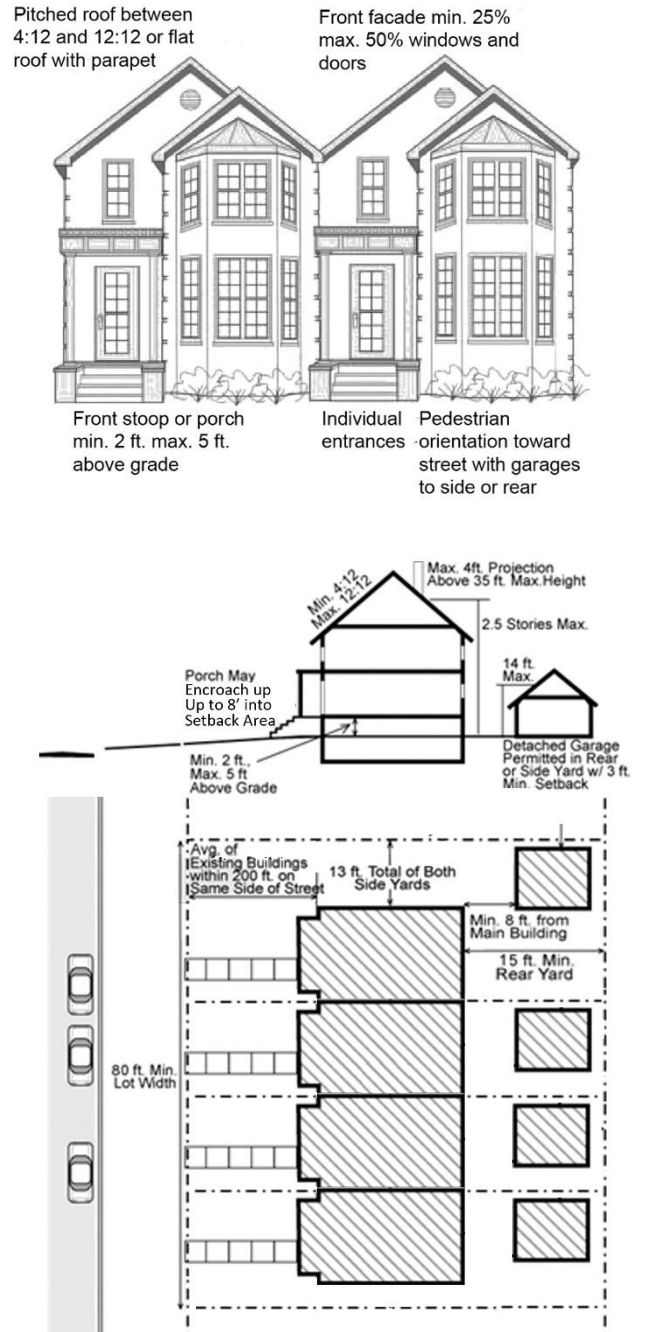 Pitched roof between
4:12 and 12:12 or flat
roof with parapet
Front facade min. 25%
max. 50% windows and
doors
Front stoop or porch
min. 2 ft. max. 5 ft.
above grade
Individual
entrances
Pedestrian
orientation toward
street with garages
to side or rear
Min. 4:12
Max. 12:12
Max. 4ft. Projection
Above 35 ft. Max.Height
2.5 Stories Max.
14 ft.
Max.
Porch May
Encroach up
Up to 8' into
Setback Area
Min. 2 ft.,
Max. 5 ft
Above Grade
Detached Garage
Permitted in Rear
or Side Yard w/ 3 ft.
Min. Setback
Avg. of
Existing Buildings
within 200 ft. on
Same Side of Street
13 ft. Total of Both
Side Yards
Min. 8 ft. from
Main Building
15 ft. Min.
Rear Yard
80 ft. Min.
Lot Width